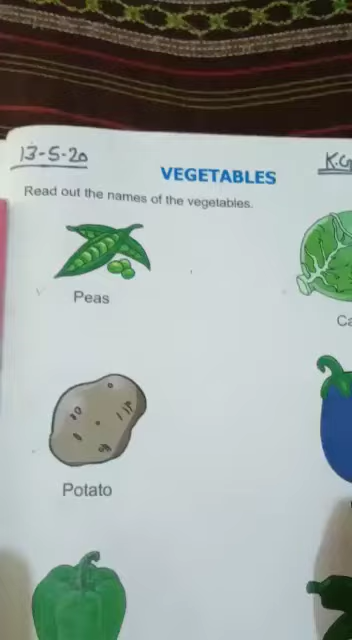 13-5-20
VEGETABLES
Read out the names of the vegetables.
Peas
Potato